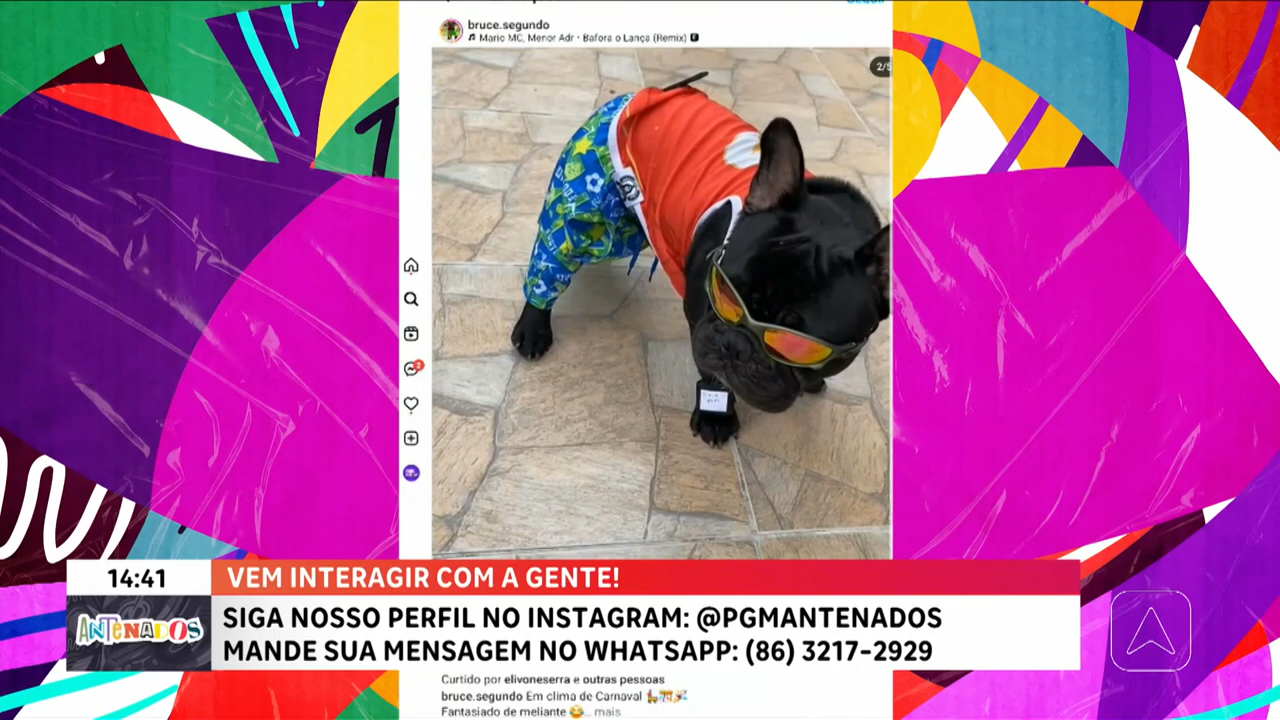 bruce.segundo
Mario MC, Menor Adr • Bafora o Lança (Remix) E
2/5
2
14:41
VEM INTERAGIR COM A GENTE!
ANTENADOS
SIGA NOSSO PERFIL NO INSTAGRAM: @PGMANTENADOS
MANDE SUA MENSAGEM NO WHATSAPP: (86) 3217-2929
Curtido por elivoneserra e outras pessoas
bruce.segundo Em clima de Carnaval
Fantasiado de meliante 😂... mais